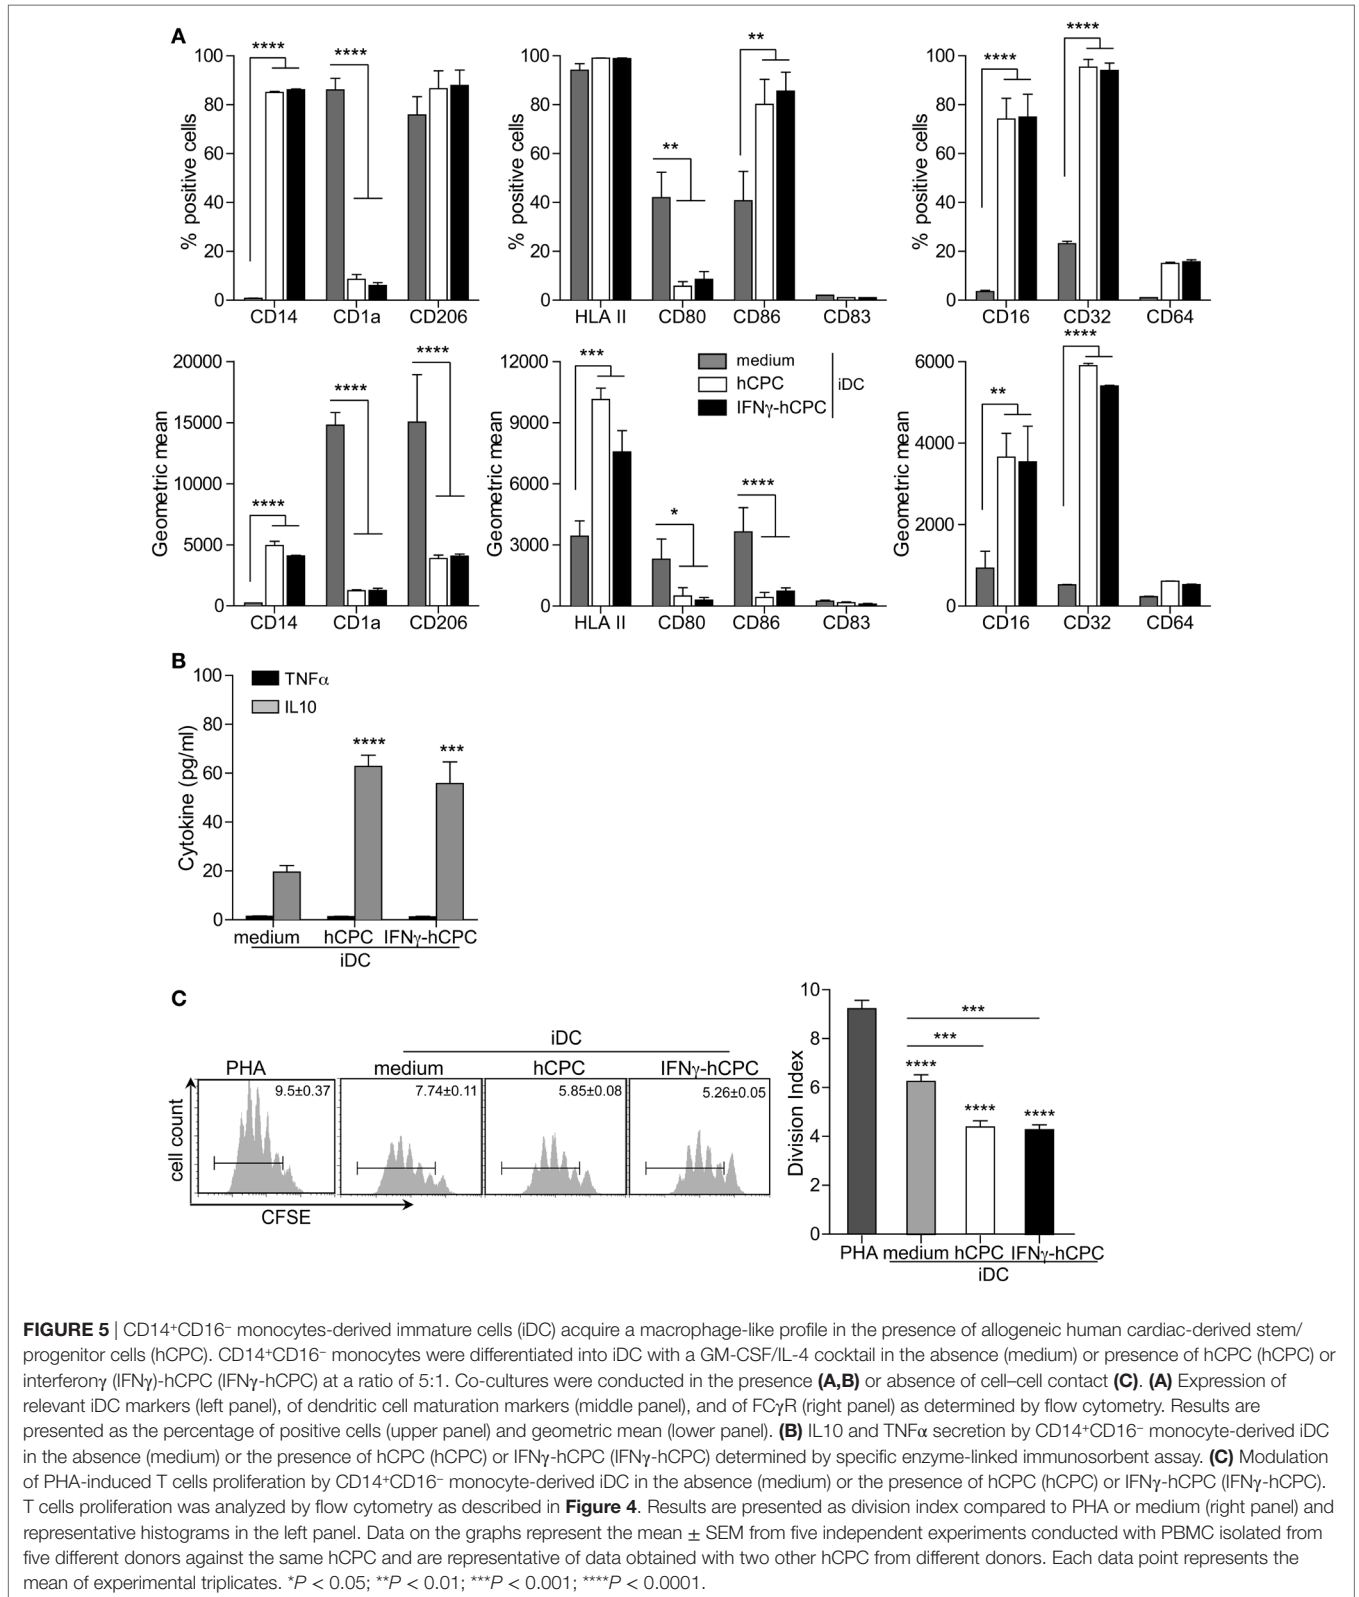 A
****
****
100
80
60
40
20
0
% positive cells
CD14
CD1a
CD206
**
**
100
80
60
40
20
0
% positive cells
HLA II
CD80
CD86
CD83
****
****
100
80
60
40
20
0
% positive cells
CD16
CD32
CD64
****
****
****
20000
15000
10000
5000
0
Geometric mean
CD14
CD1a
CD206
***
*
****
12000
9000
6000
3000
0
Geometric mean
HLA II
CD80
CD86
CD83
medium
hCPC
IFNγ-hCPC
iDC
**
****
6000
4000
2000
0
Geometric mean
CD16
CD32
CD64
B
TNFα
IL10
100
80
60
40
20
0
Cytokine (pg/ml)
****
***
medium hCPC IFNγ-hCPC
iDC
C
iDC
PHA medium hCPC IFNγ-hCPC
9.5±0.37 7.74±0.11 5.85±0.08 5.26±0.05
cell count
CFSE
10
8
6
4
2
0
Division Index
***
***
****
****
****
PHA medium hCPC IFNγ-hCPC
iDC
FIGURE 5 | CD14⁺CD16⁻ monocytes-derived immature cells (iDC) acquire a macrophage-like profile in the presence of allogeneic human cardiac-derived stem/
progenitor cells (hCPC). CD14⁺CD16⁻ monocytes were differentiated into iDC with a GM-CSF/IL-4 cocktail in the absence (medium) or presence of hCPC (hCPC) or
interferonγ (IFNγ)-hCPC (IFNγ-hCPC) at a ratio of 5:1. Co-cultures were conducted in the presence (A,B) or absence of cell–cell contact (C). (A) Expression of
relevant iDC markers (left panel), of dendritic cell maturation markers (middle panel), and of FCγR (right panel) as determined by flow cytometry. Results are
presented as the percentage of positive cells (upper panel) and geometric mean (lower panel). (B) IL10 and TNFα secretion by CD14⁺CD16⁻ monocyte-derived iDC
in the absence (medium) or the presence of hCPC (hCPC) or IFNγ-hCPC (IFNγ-hCPC) determined by specific enzyme-linked immunosorbent assay. (C) Modulation
of PHA-induced T cells proliferation by CD14⁺CD16⁻ monocyte-derived iDC in the absence (medium) or the presence of hCPC (hCPC) or IFNγ-hCPC (IFNγ-hCPC).
T cells proliferation was analyzed by flow cytometry as described in Figure 4. Results are presented as division index compared to PHA or medium (right panel) and
representative histograms in the left panel. Data on the graphs represent the mean ± SEM from five independent experiments conducted with PBMC isolated from
five different donors against the same hCPC and are representative of data obtained with two other hCPC from different donors. Each data point represents the
mean of experimental triplicates. *P < 0.05; **P < 0.01; ***P < 0.001; ****P < 0.0001.